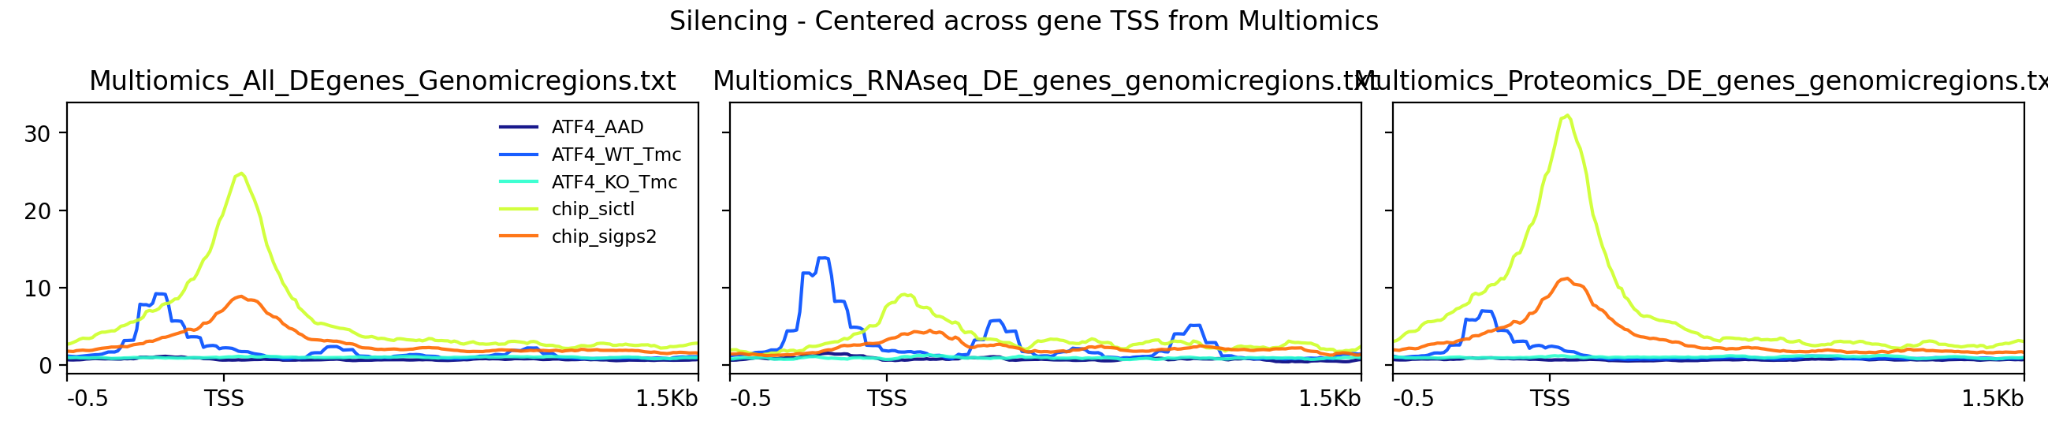 Silencing - Centered across gene TSS from Multiomics
Multiomics_All_DEgenes_Genomicregions.txt
Multiomics_RNAseq_DE_genes_genomicregions.txt
Multiomics_Proteomics_DE_genes_genomicregions.tx
30
20
10
0
ATF4_AAD
ATF4_WT_Tmc
ATF4_KO_Tmc
chip_sictl
chip_sigps2
-0.5 TSS 1.5Kb
-0.5 TSS 1.5Kb
-0.5 TSS 1.5Kb